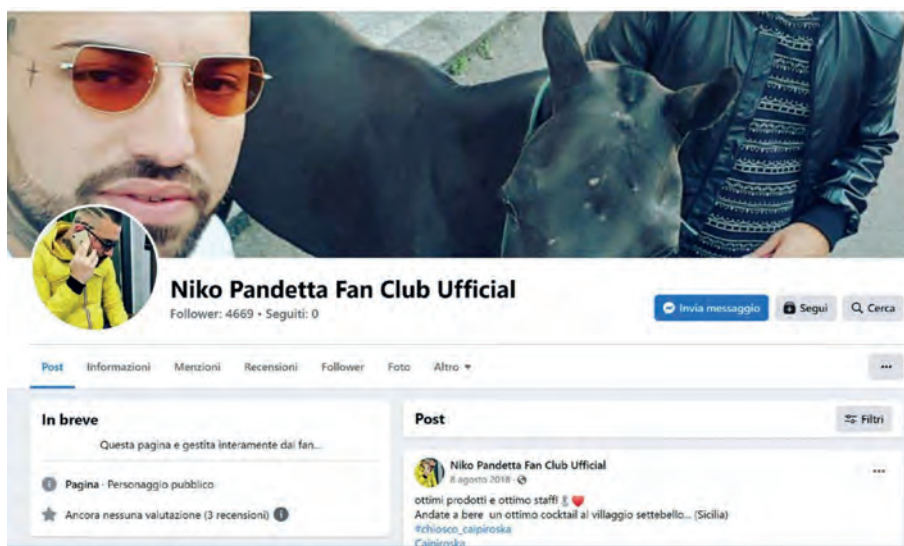 Niko Pandetta Fan Club Ufficial
Follower: 4669 • Seguiti: 0
Invia messaggio
Segui
Cerca
Post
Informazioni
Menzioni
Recensioni
Follower
Foto
Altro
In breve
Questa pagina e gestita interamente dai fan...
Pagina · Personaggio pubblico
Ancora nessuna valutazione (3 recensioni)
Post
Filtri
Niko Pandetta Fan Club Ufficial
8 agosto 2018 ·
ottimi prodotti e ottimo staff!
Andate a bere un ottimo cocktail al villaggio settebello... (Sicilia)
#chiosco_caipiroska
Caipiroska